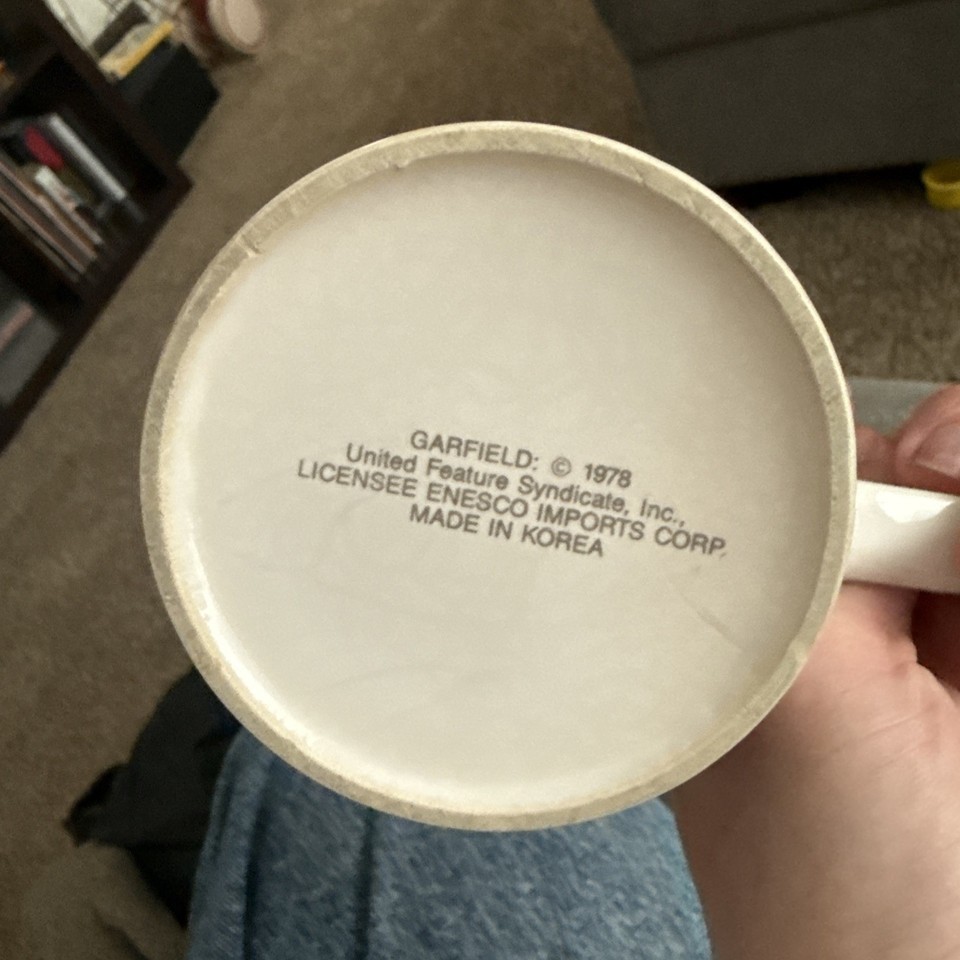 GARFIELD: © 1978
United Feature Syndicate, Inc.,
LICENSEE ENESCO IMPORTS CORP.
MADE IN KOREA